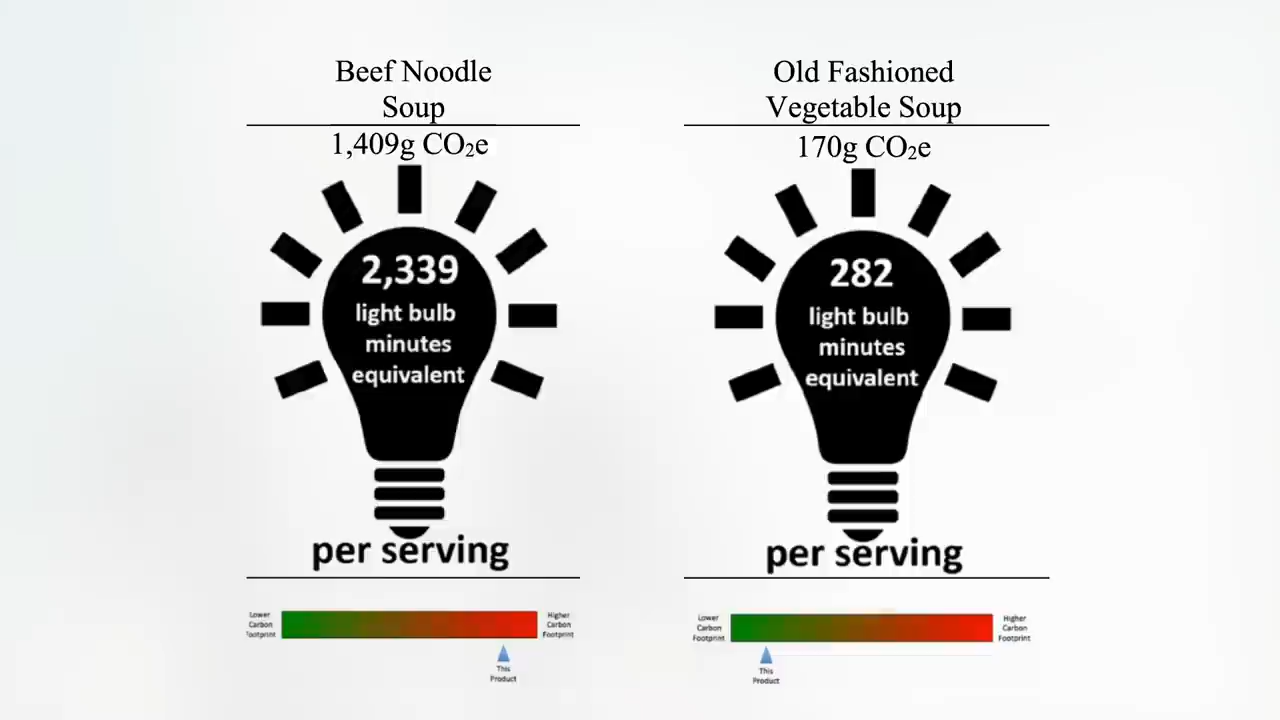 Beef Noodle
Soup
1,409g CO₂e
2,339
light bulb
minutes
equivalent
per serving
Lower
Carbon
Footprint
Higher
Carbon
Footprint
This
Product
Old Fashioned
Vegetable Soup
170g CO₂e
282
light bulb
minutes
equivalent
per serving
Lower
Carbon
Footprint
Higher
Carbon
Footprint
This
Product